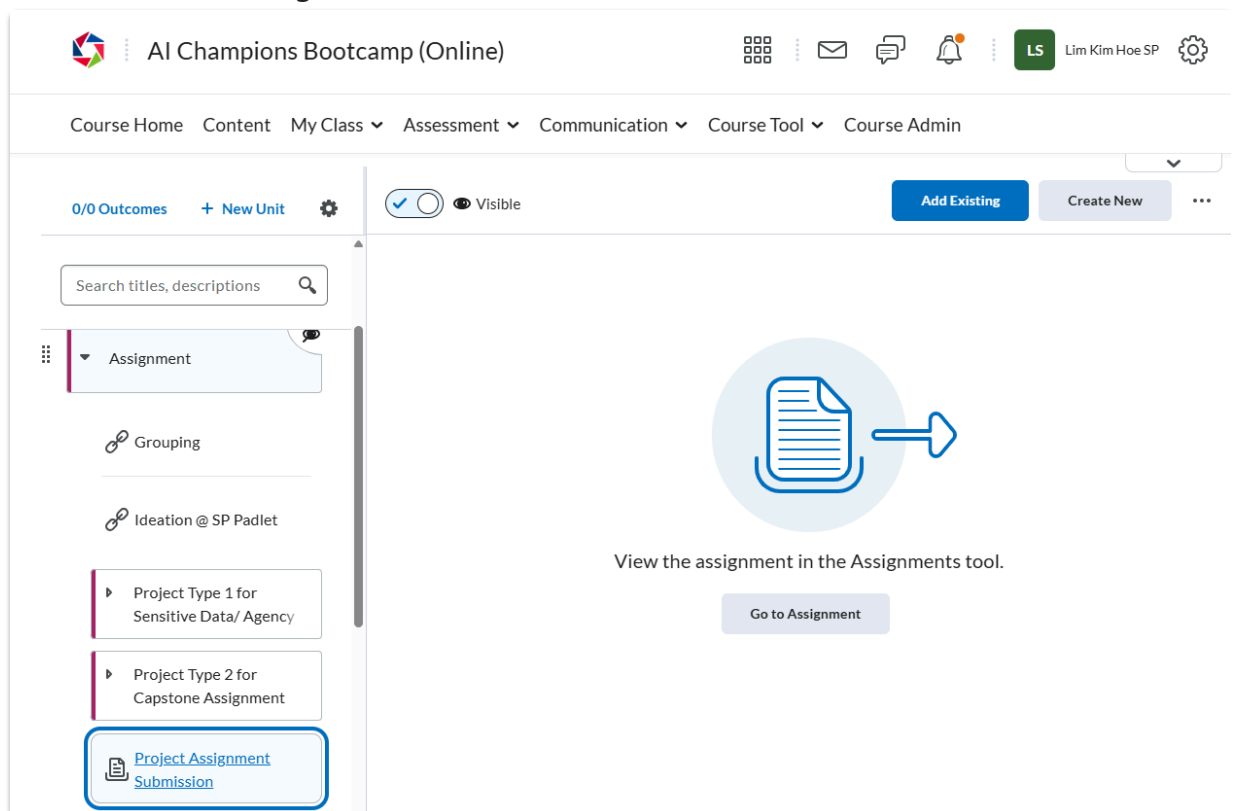 AI Champions Bootcamp (Online)
LS
Lim Kim Hoe SP
Course Home Content My Class Assessment Communication Course Tool Course Admin
0/0 Outcomes + New Unit
Visible
Add Existing
Create New
Search titles, descriptions
Assignment
Grouping
Ideation @ SP Padlet
Project Type 1 for
Sensitive Data/ Agency
Project Type 2 for
Capstone Assignment
Project Assignment
Submission
View the assignment in the Assignments tool.
Go to Assignment